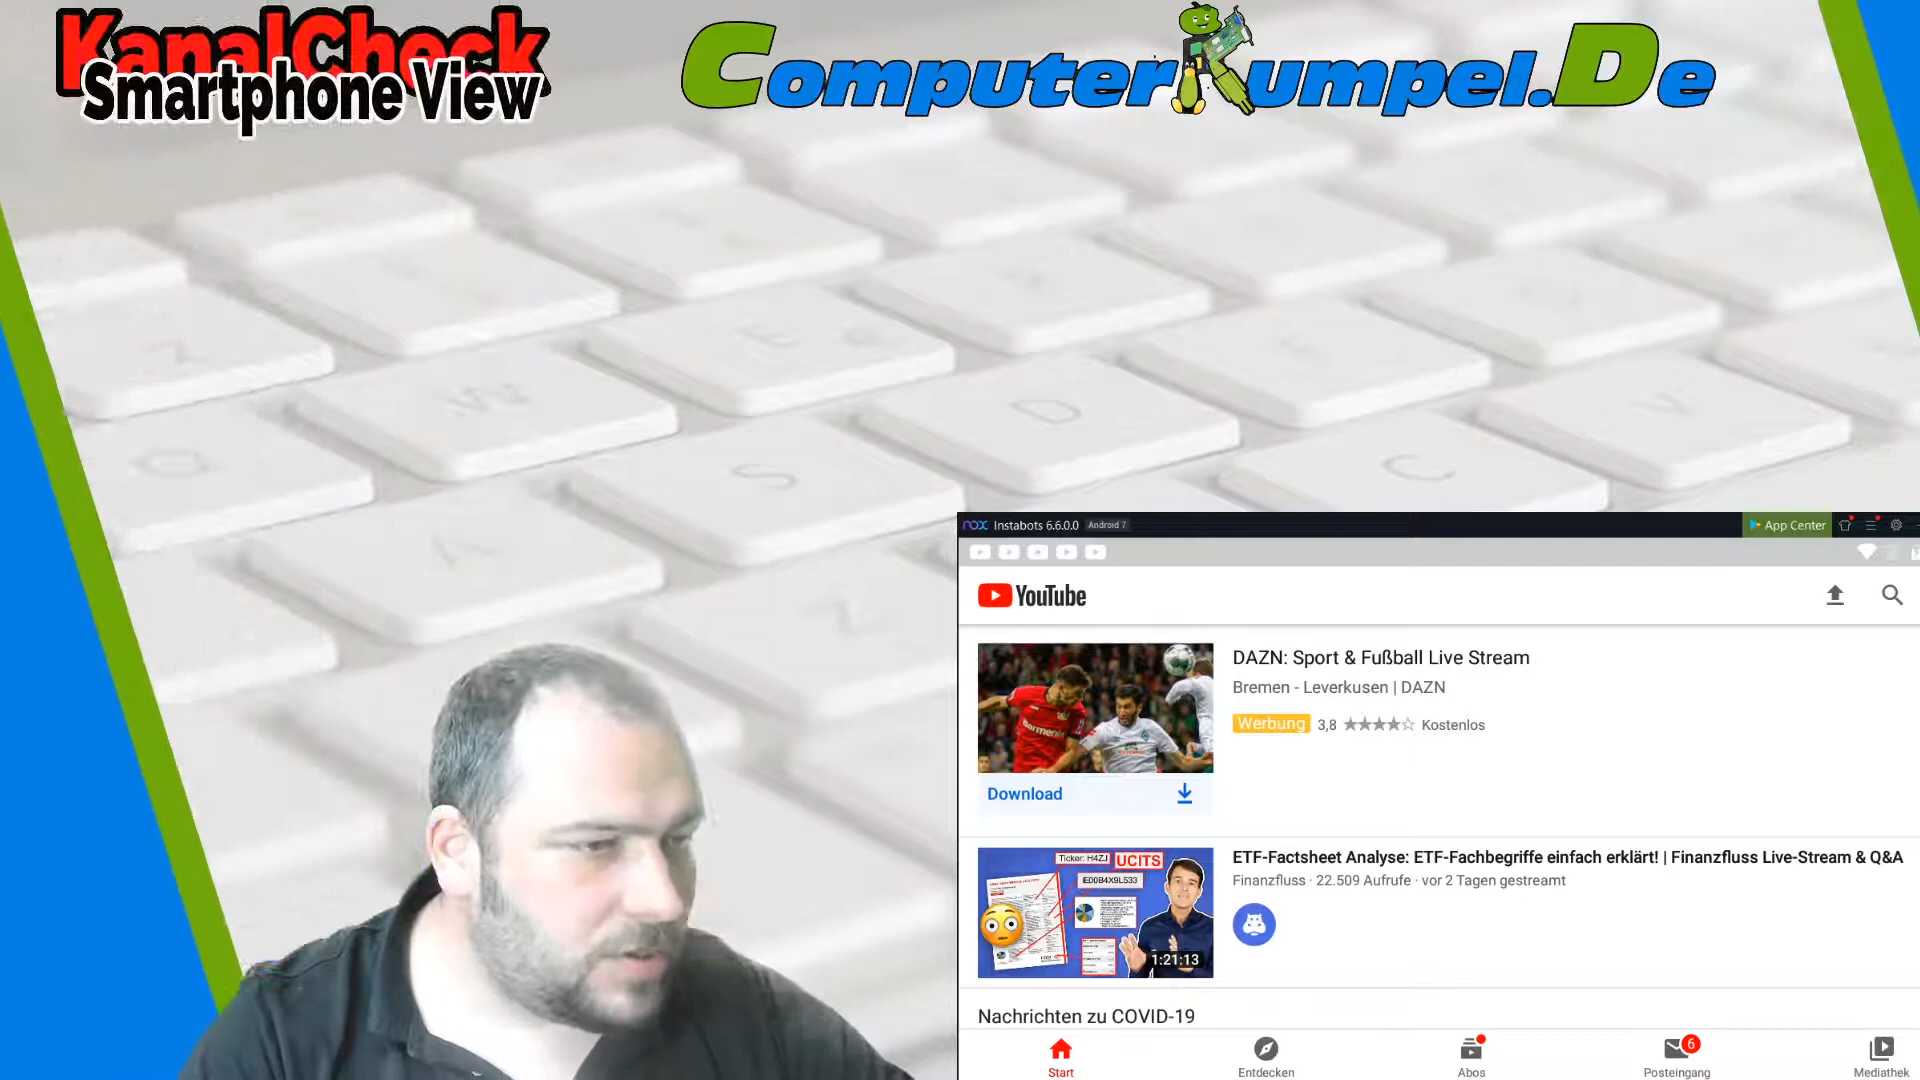 KanalCheck
Smartphone View
ComputerRumpel.De
nox Instabots 6.6.0.0 Android 7
App Center
YouTube
DAZN: Sport & Fußball Live Stream
Bremen - Leverkusen | DAZN
Werbung 3,8 Kostenlos
Download
Ticker: H4ZJ UCITS
IE00B4X9L533
1:21:13
ETF-Factsheet Analyse: ETF-Fachbegriffe einfach erklärt! | Finanzfluss Live-Stream & Q&A
Finanzfluss · 22.509 Aufrufe · vor 2 Tagen gestreamt
Nachrichten zu COVID-19
6
Start
Entdecken
Abos
Posteingang
Mediathek
W
E
S
D
C
A
Z